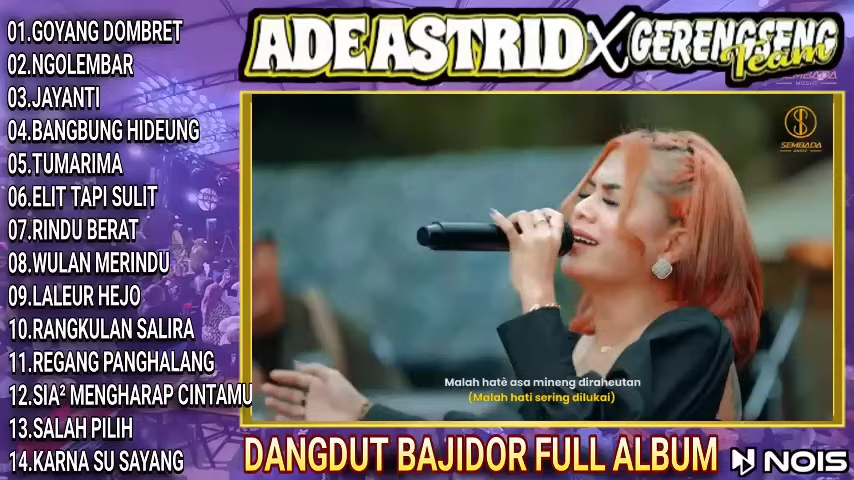 01.GOYANG DOMBRET
02.NGOLEMBAR
03.JAYANTI
04.BANGBUNG HIDEUNG
05.TUMARIMA
06.ELIT TAPI SULIT
07.RINDU BERAT
08.WULAN MERINDU
09.LALEUR HEJO
10.RANGKULAN SALIRA
11.REGANG PANGHALANG
12.SIA² MENGHARAP CINTAMU
13.SALAH PILIH
14.KARNA SU SAYANG
ADE ASTRID X GERENGSENG
Team
SEMBADA
MUSIC
SEMBADA
MUSIC
Malah hatè asa mineng diraheutan
(Malah hati sering dilukai)
DANGDUT BAJIDOR FULL ALBUM
NOIS